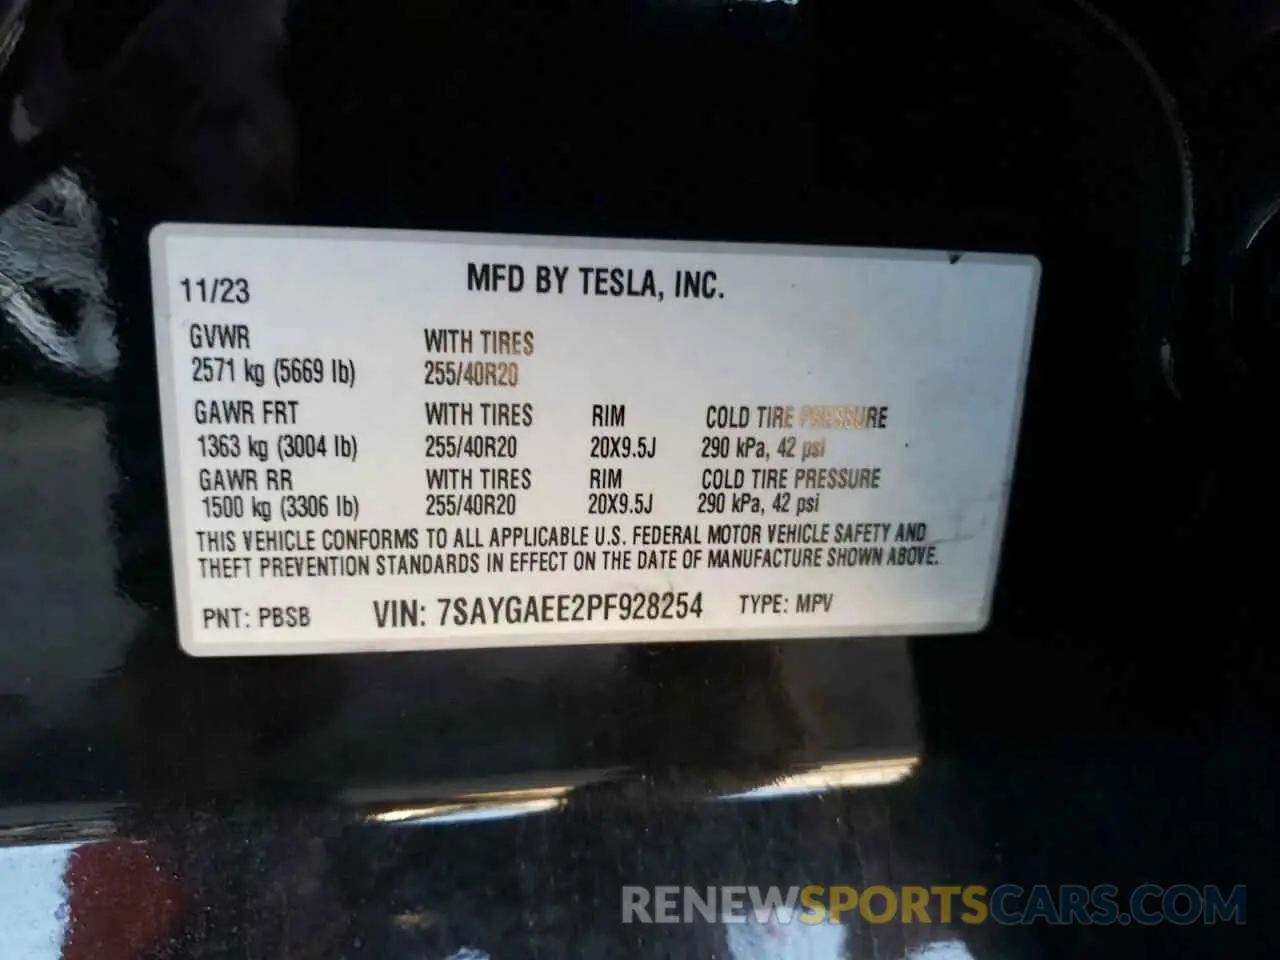 MFD BY TESLA, INC.
11/23
GVWR WITH TIRES
2571 kg (5669 lb) 255/40R20
GAWR FRT WITH TIRES RIM COLD TIRE PRESSURE
1363 kg (3004 lb) 255/40R20 20X9.5J 290 kPa, 42 psi
GAWR RR WITH TIRES RIM COLD TIRE PRESSURE
1500 kg (3306 lb) 255/40R20 20X9.5J 290 kPa, 42 psi
THIS VEHICLE CONFORMS TO ALL APPLICABLE U.S. FEDERAL MOTOR VEHICLE SAFETY AND
THEFT PREVENTION STANDARDS IN EFFECT ON THE DATE OF MANUFACTURE SHOWN ABOVE.
PNT: PBSB VIN: 7SAYGAEE2PF928254 TYPE: MPV
RENEWSPORTSCARS.COM